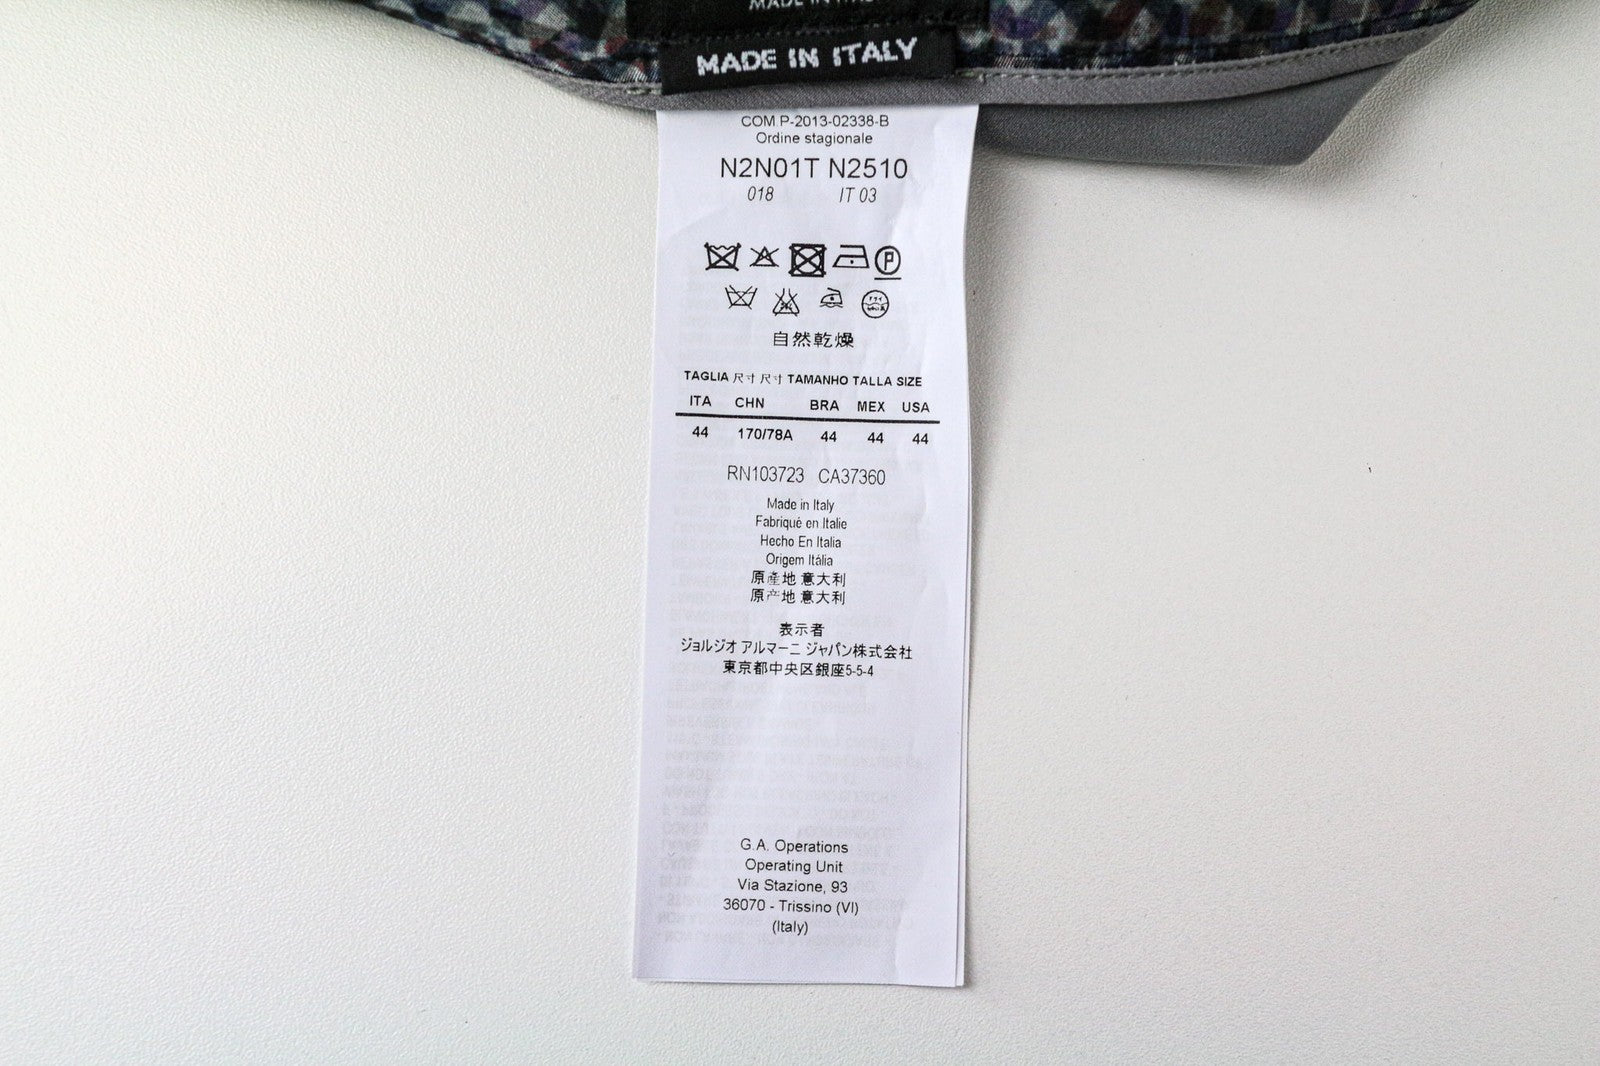 MADE IN ITALY
MADE IN ITALY
COM.P-2013-02338-B
Ordine stagionale
N2N01T N2510
018 IT 03
P
自然乾燥
TAGLIA 尺寸 尺寸 TAMANHO TALLA SIZE
ITA CHN BRA MEX USA
44 170/78A 44 44 44
RN103723 CA37360
Made in Italy
Fabriqué en Italie
Hecho En Italia
Origem Itália
原產地 意大利
原产地 意大利
表示者
ジョルジオ アルマーニ ジャパン株式会社
東京都中央区銀座5-5-4
G.A. Operations
Operating Unit
Via Stazione, 93
36070 - Trissino (VI)
(Italy)